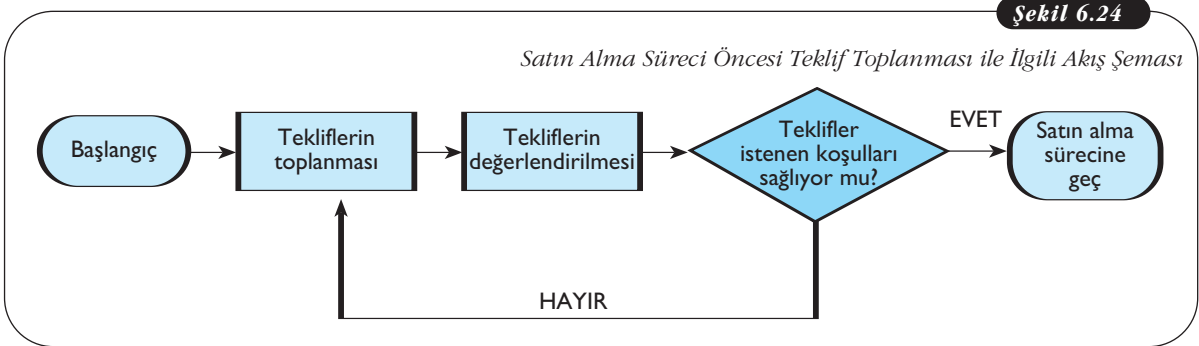 Şekil 6.24
Satın Alma Süreci Öncesi Teklif Toplanması ile İlgili Akış Şeması
Başlangıç
Tekliflerin
toplanması
Tekliflerin
değerlendirilmesi
Teklifler
istenen koşulları
sağlıyor mu?
EVET
Satın alma
sürecine
geç
HAYIR